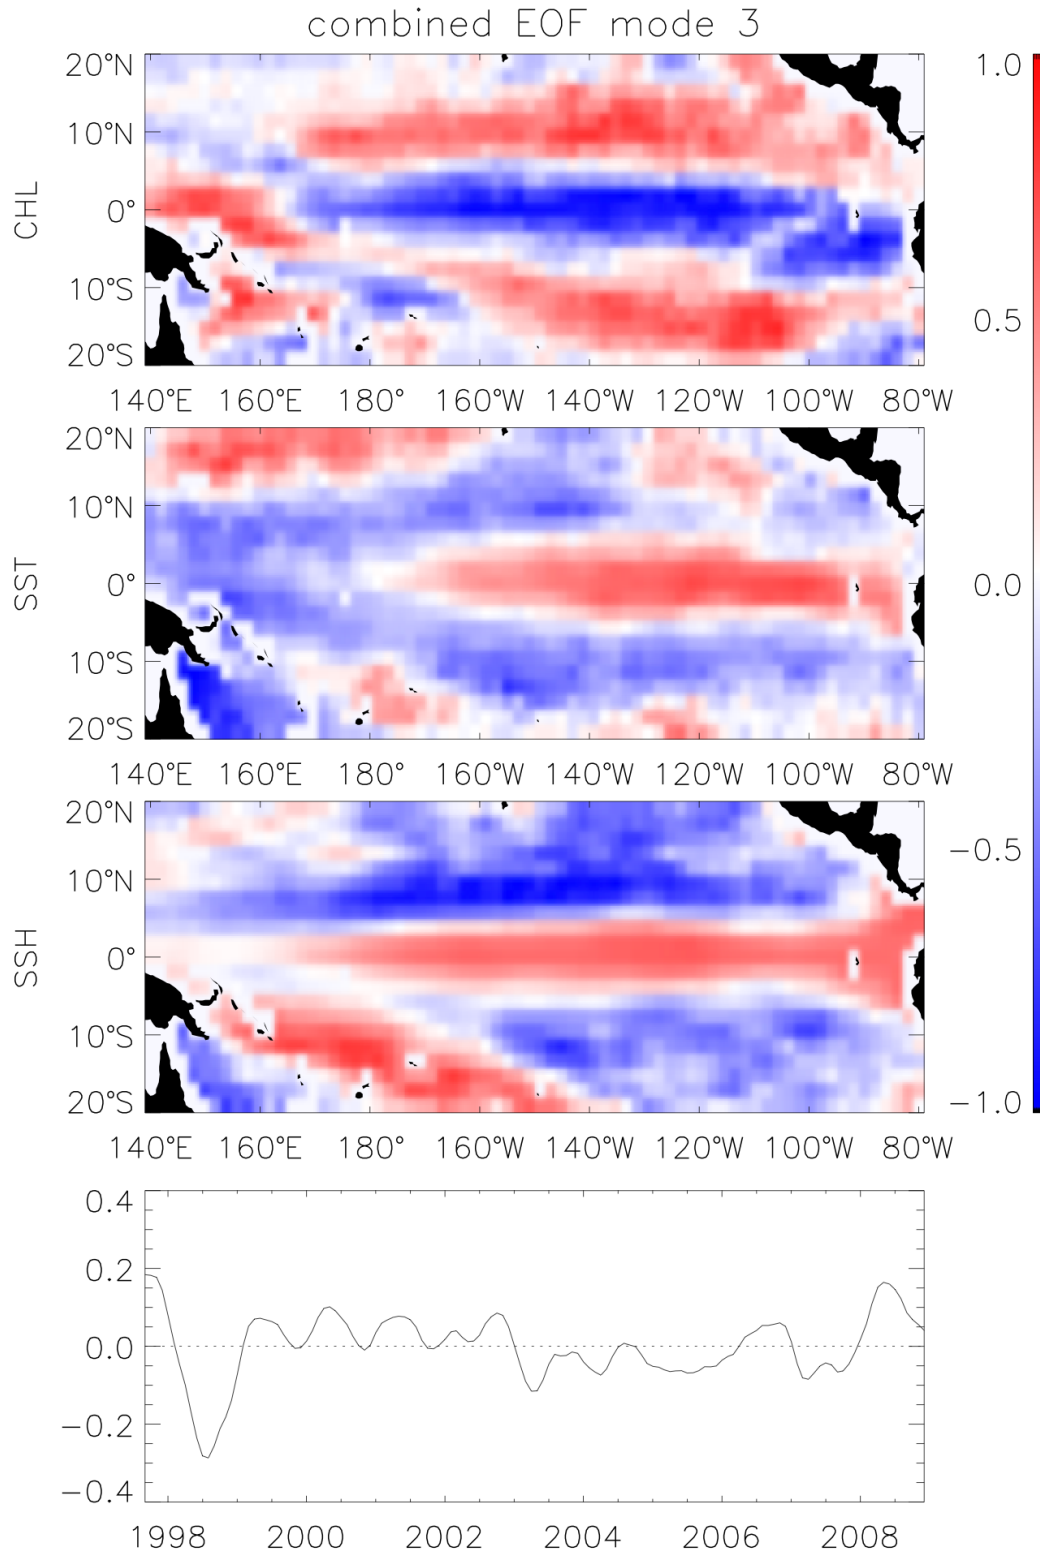 combined EOF mode 3
CHL
20°N
10°N
0°
10°S
20°S
140°E 160°E 180° 160°W 140°W 120°W 100°W 80°W
1.0
0.5
0.0
−0.5
−1.0
SST
20°N
10°N
0°
10°S
20°S
140°E 160°E 180° 160°W 140°W 120°W 100°W 80°W
SSH
20°N
10°N
0°
10°S
20°S
140°E 160°E 180° 160°W 140°W 120°W 100°W 80°W
0.4
0.2
0.0
−0.2
−0.4
1998 2000 2002 2004 2006 2008